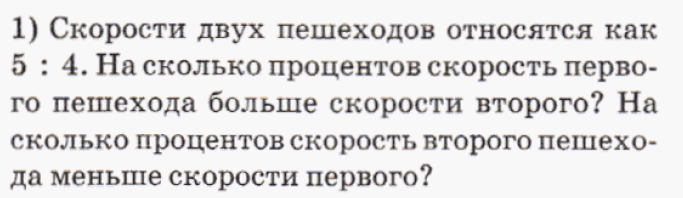 1) Скорости двух пешеходов относятся как
5 : 4. На сколько процентов скорость перво-
го пешехода больше скорости второго? На
сколько процентов скорость второго пешехо-
да меньше скорости первого?